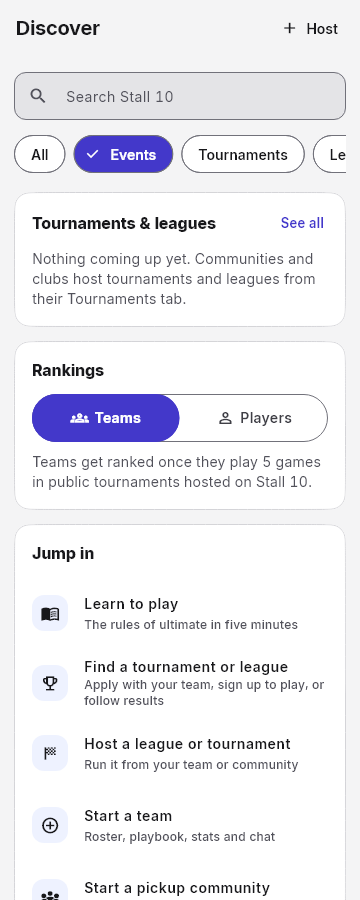 Discover
Host
Search Stall 10
All
Events
Tournaments
Le
Tournaments & leagues
See all
Nothing coming up yet. Communities and
clubs host tournaments and leagues from
their Tournaments tab.
Rankings
Teams
Players
Teams get ranked once they play 5 games
in public tournaments hosted on Stall 10.
Jump in
Learn to play
The rules of ultimate in five minutes
Find a tournament or league
Apply with your team, sign up to play, or
follow results
Host a league or tournament
Run it from your team or community
Start a team
Roster, playbook, stats and chat
Start a pickup community